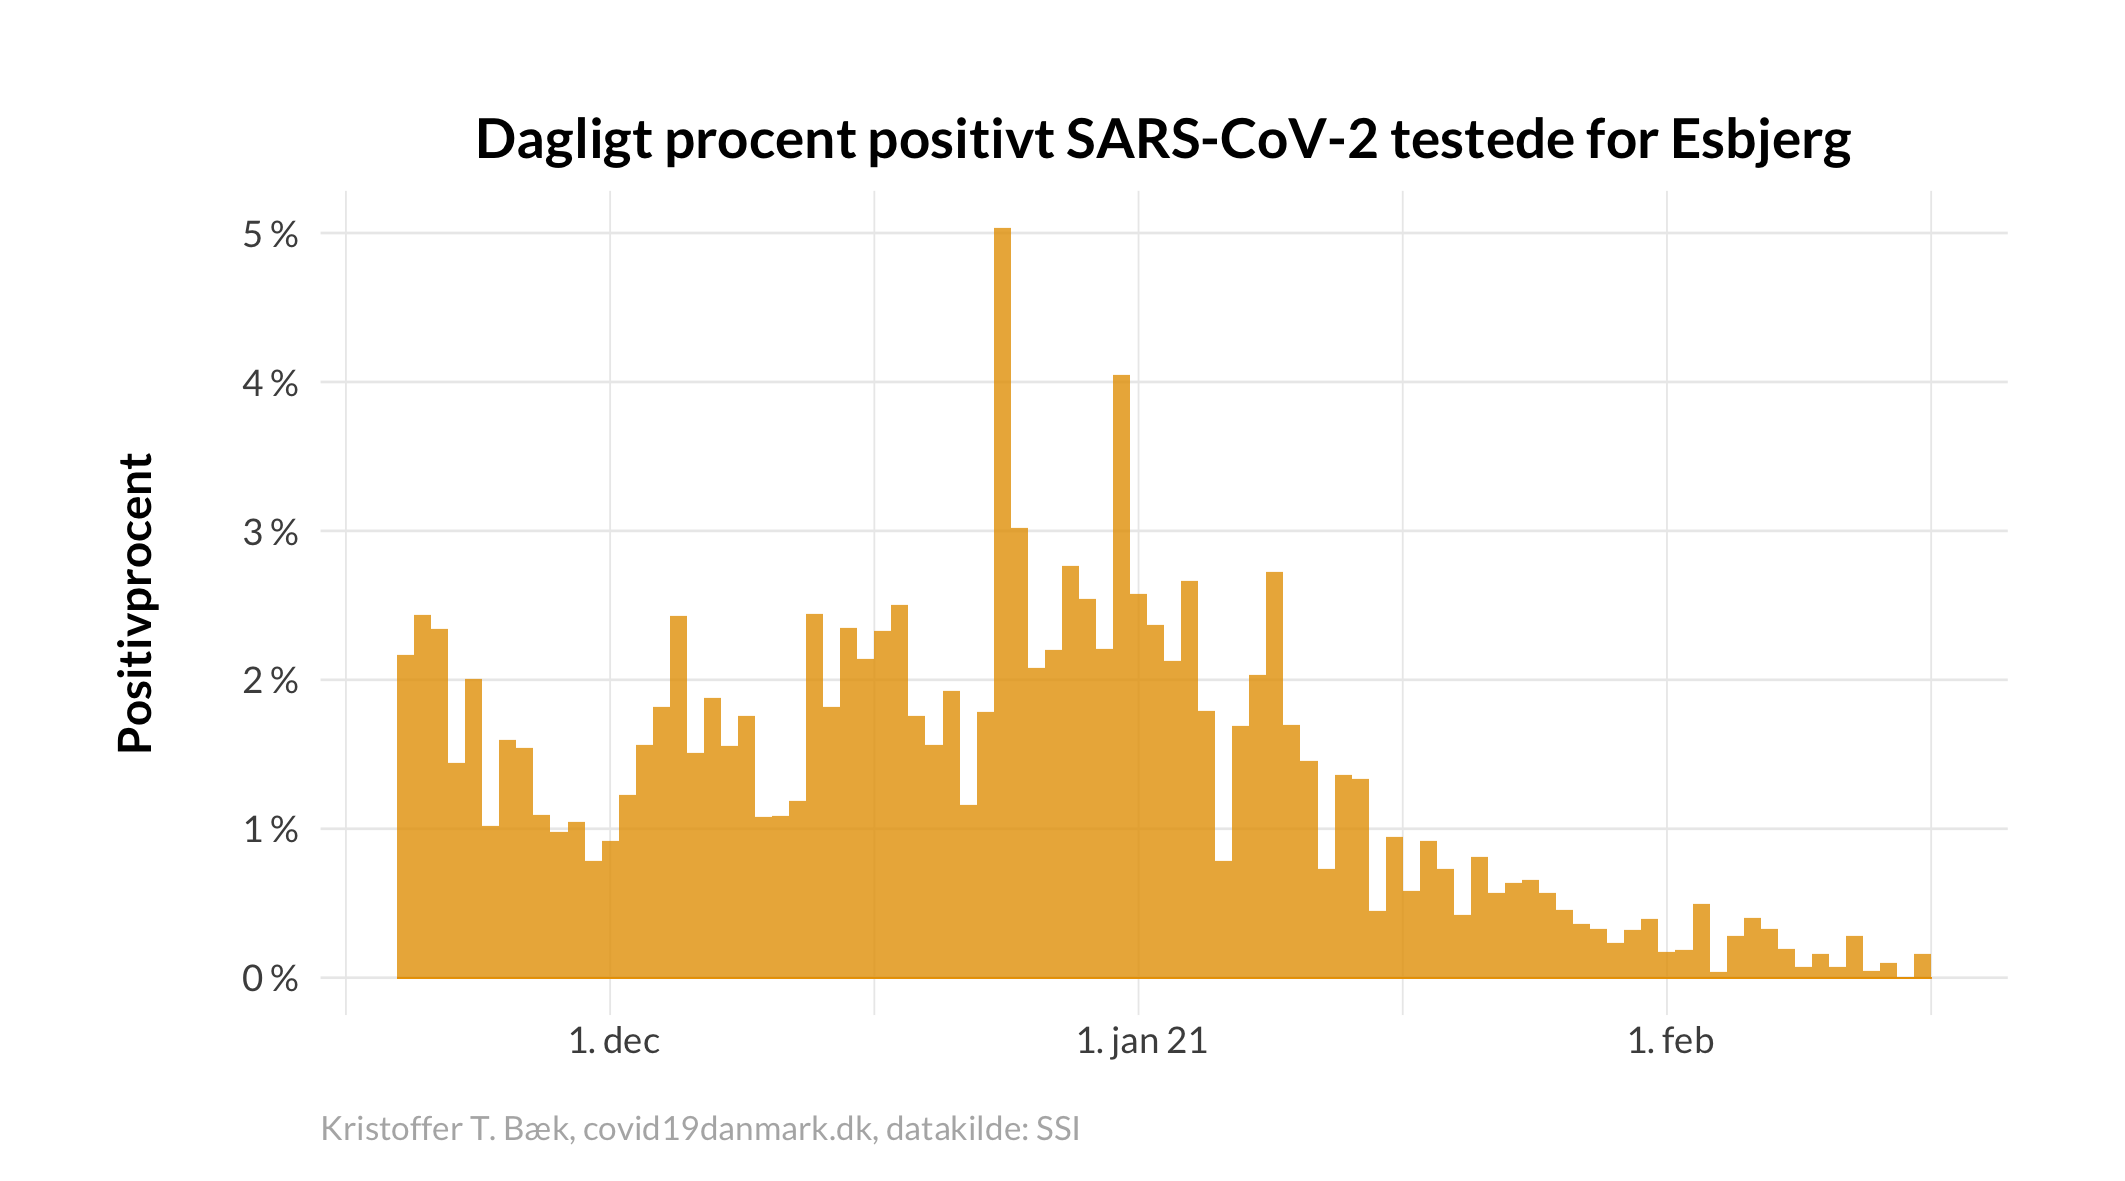 Dagligt procent positivt SARS-CoV-2 testede for Esbjerg
Positivprocent
5 %
4 %
3 %
2 %
1 %
0 %
1. dec
1. jan 21
1. feb
Kristoffer T. Bæk, covid19danmark.dk, datakilde: SSI